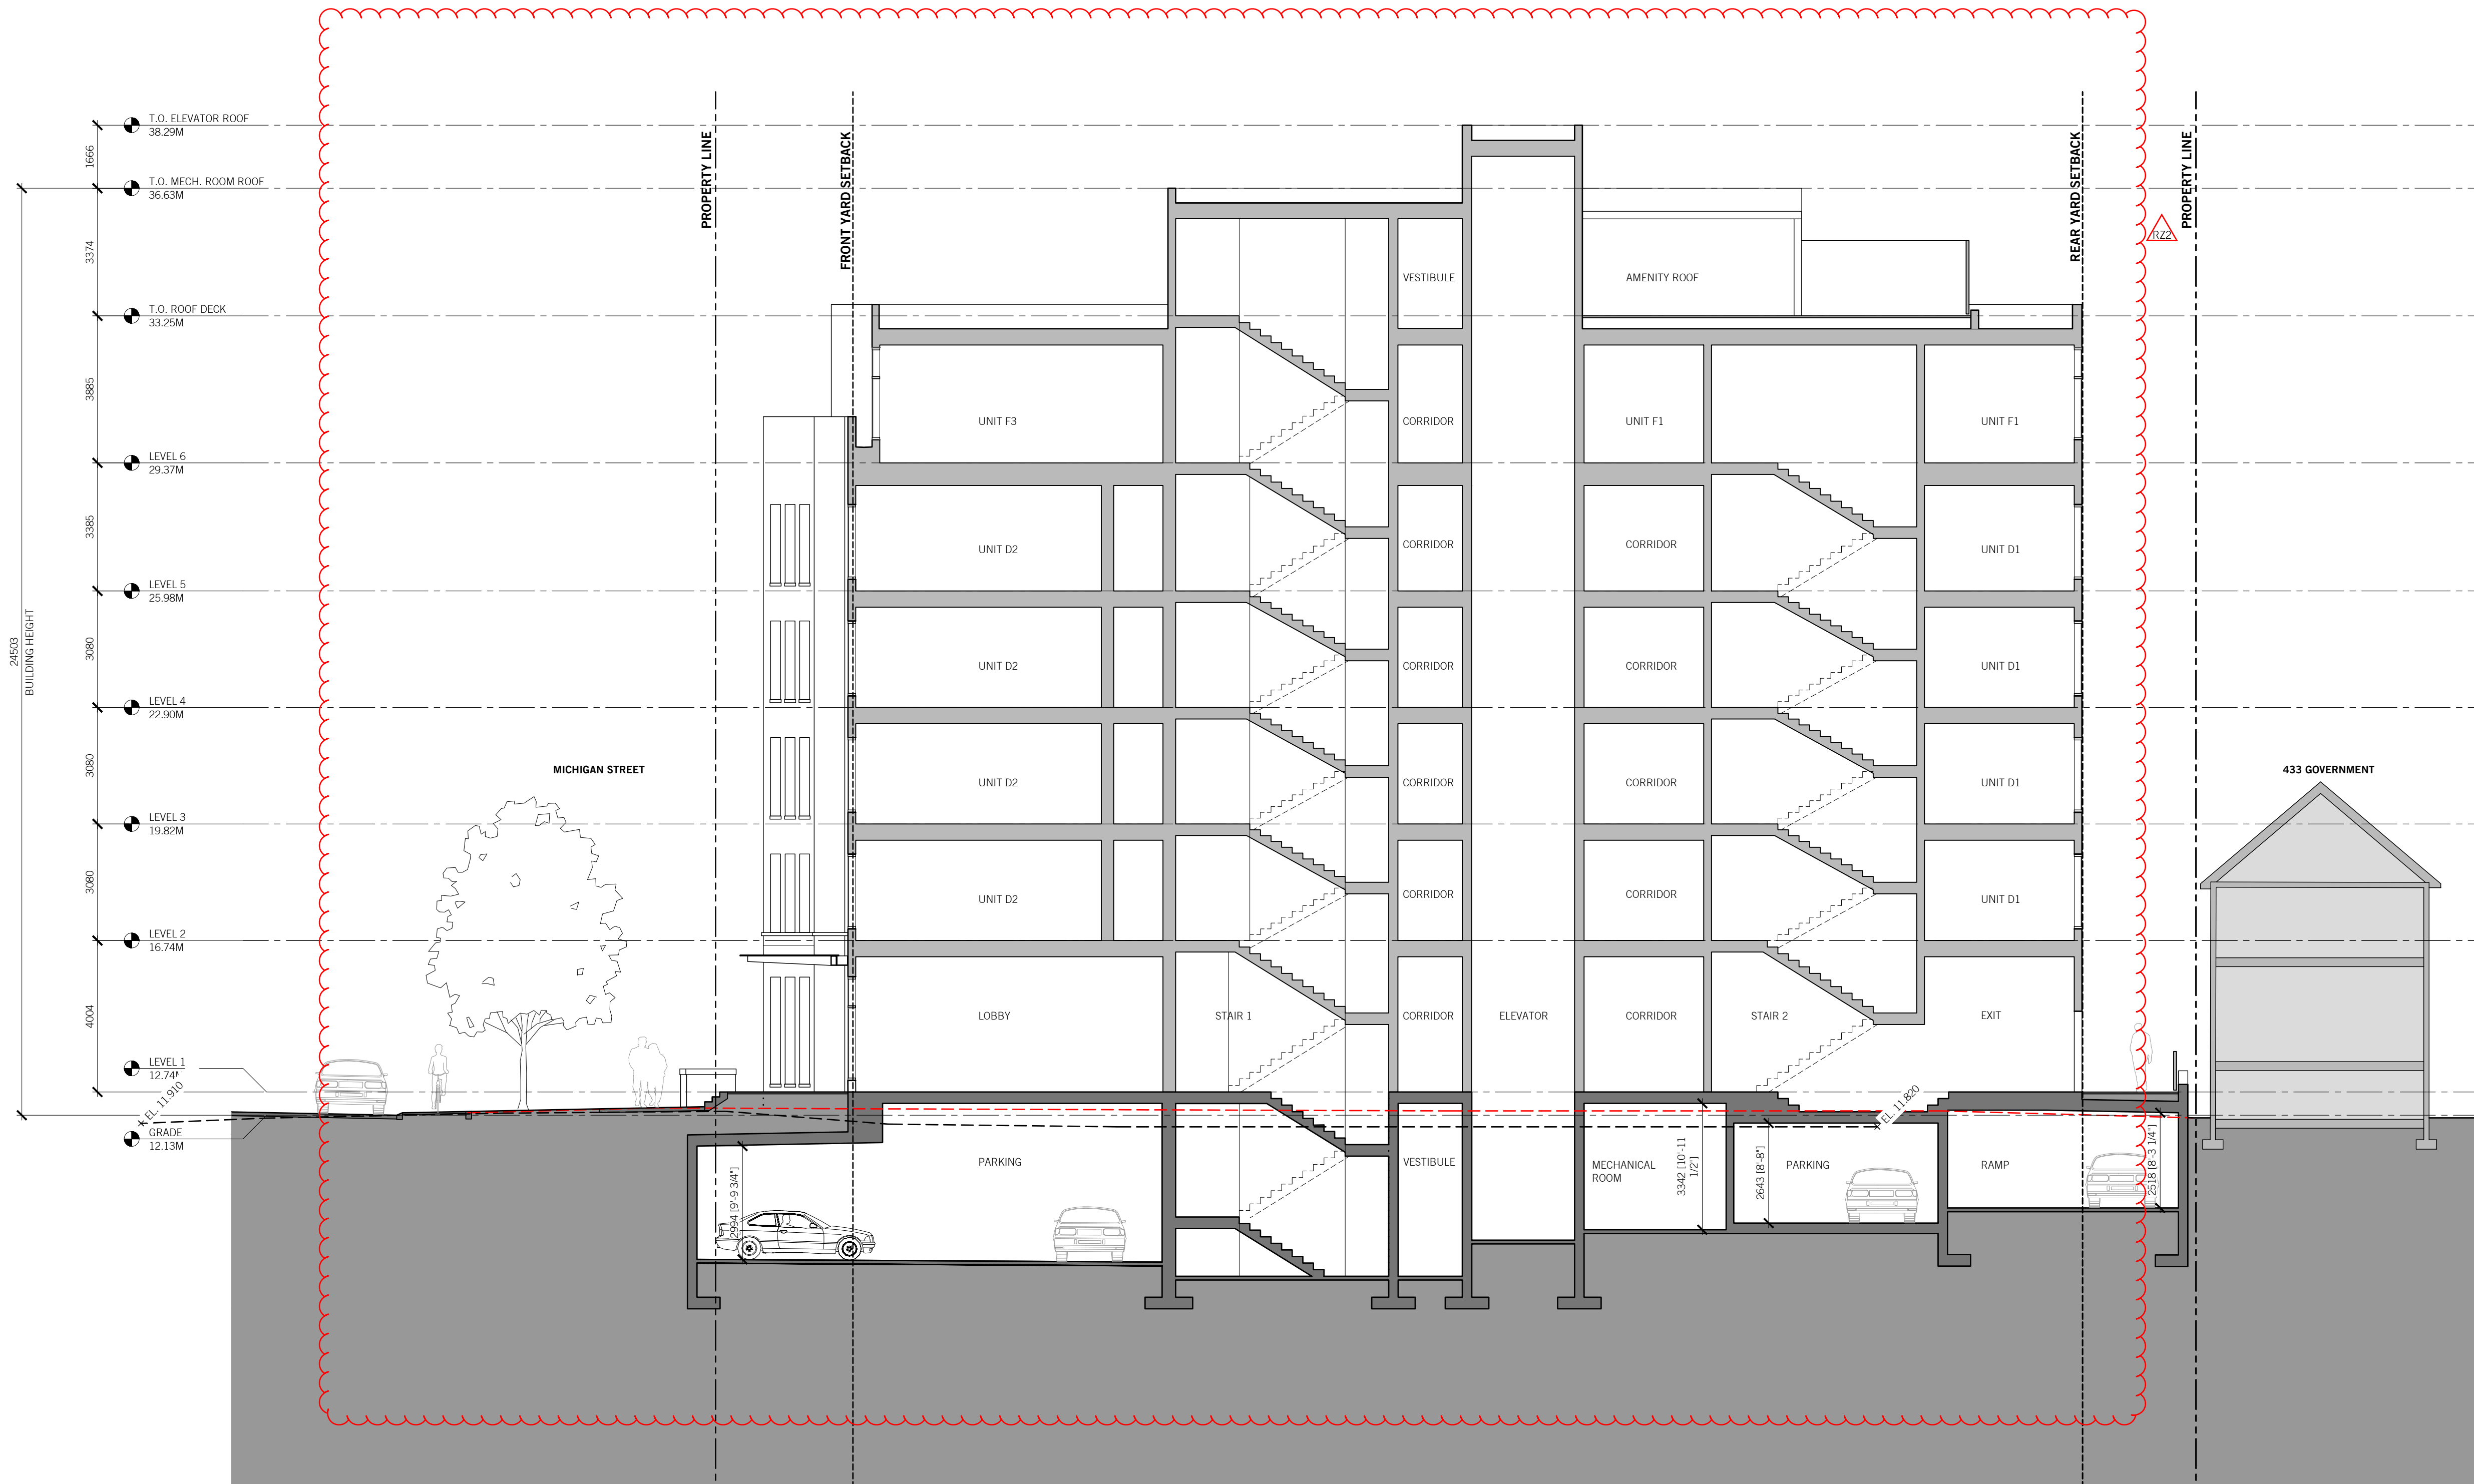 T.O. ELEVATOR ROOF
38.29M
1666
T.O. MECH. ROOM ROOF
36.63M
3374
T.O. ROOF DECK
33.25M
3885
LEVEL 6
29.37M
3385
LEVEL 5
25.98M
3080
LEVEL 4
22.90M
3080
LEVEL 3
19.82M
3080
LEVEL 2
16.74M
4004
LEVEL 1
12.74M
EL. 11.910
GRADE
12.13M
24503
BUILDING HEIGHT
PROPERTY LINE
FRONT YARD SETBACK
REAR YARD SETBACK
PROPERTY LINE
RZ2
VESTIBULE
AMENITY ROOF
UNIT F3
CORRIDOR
UNIT F1
UNIT F1
UNIT D2
CORRIDOR
CORRIDOR
UNIT D1
UNIT D2
CORRIDOR
CORRIDOR
UNIT D1
MICHIGAN STREET
433 GOVERNMENT
UNIT D2
CORRIDOR
CORRIDOR
UNIT D1
UNIT D2
CORRIDOR
CORRIDOR
UNIT D1
LOBBY
STAIR 1
CORRIDOR
ELEVATOR
CORRIDOR
STAIR 2
EXIT
EL. 11.820
PARKING
VESTIBULE
MECHANICAL
ROOM
PARKING
RAMP
2994 [9'-9 3/4"]
3342 [10'-11
1/2"]
2643 [8'-8"]
2518 [8'-3 1/4"]